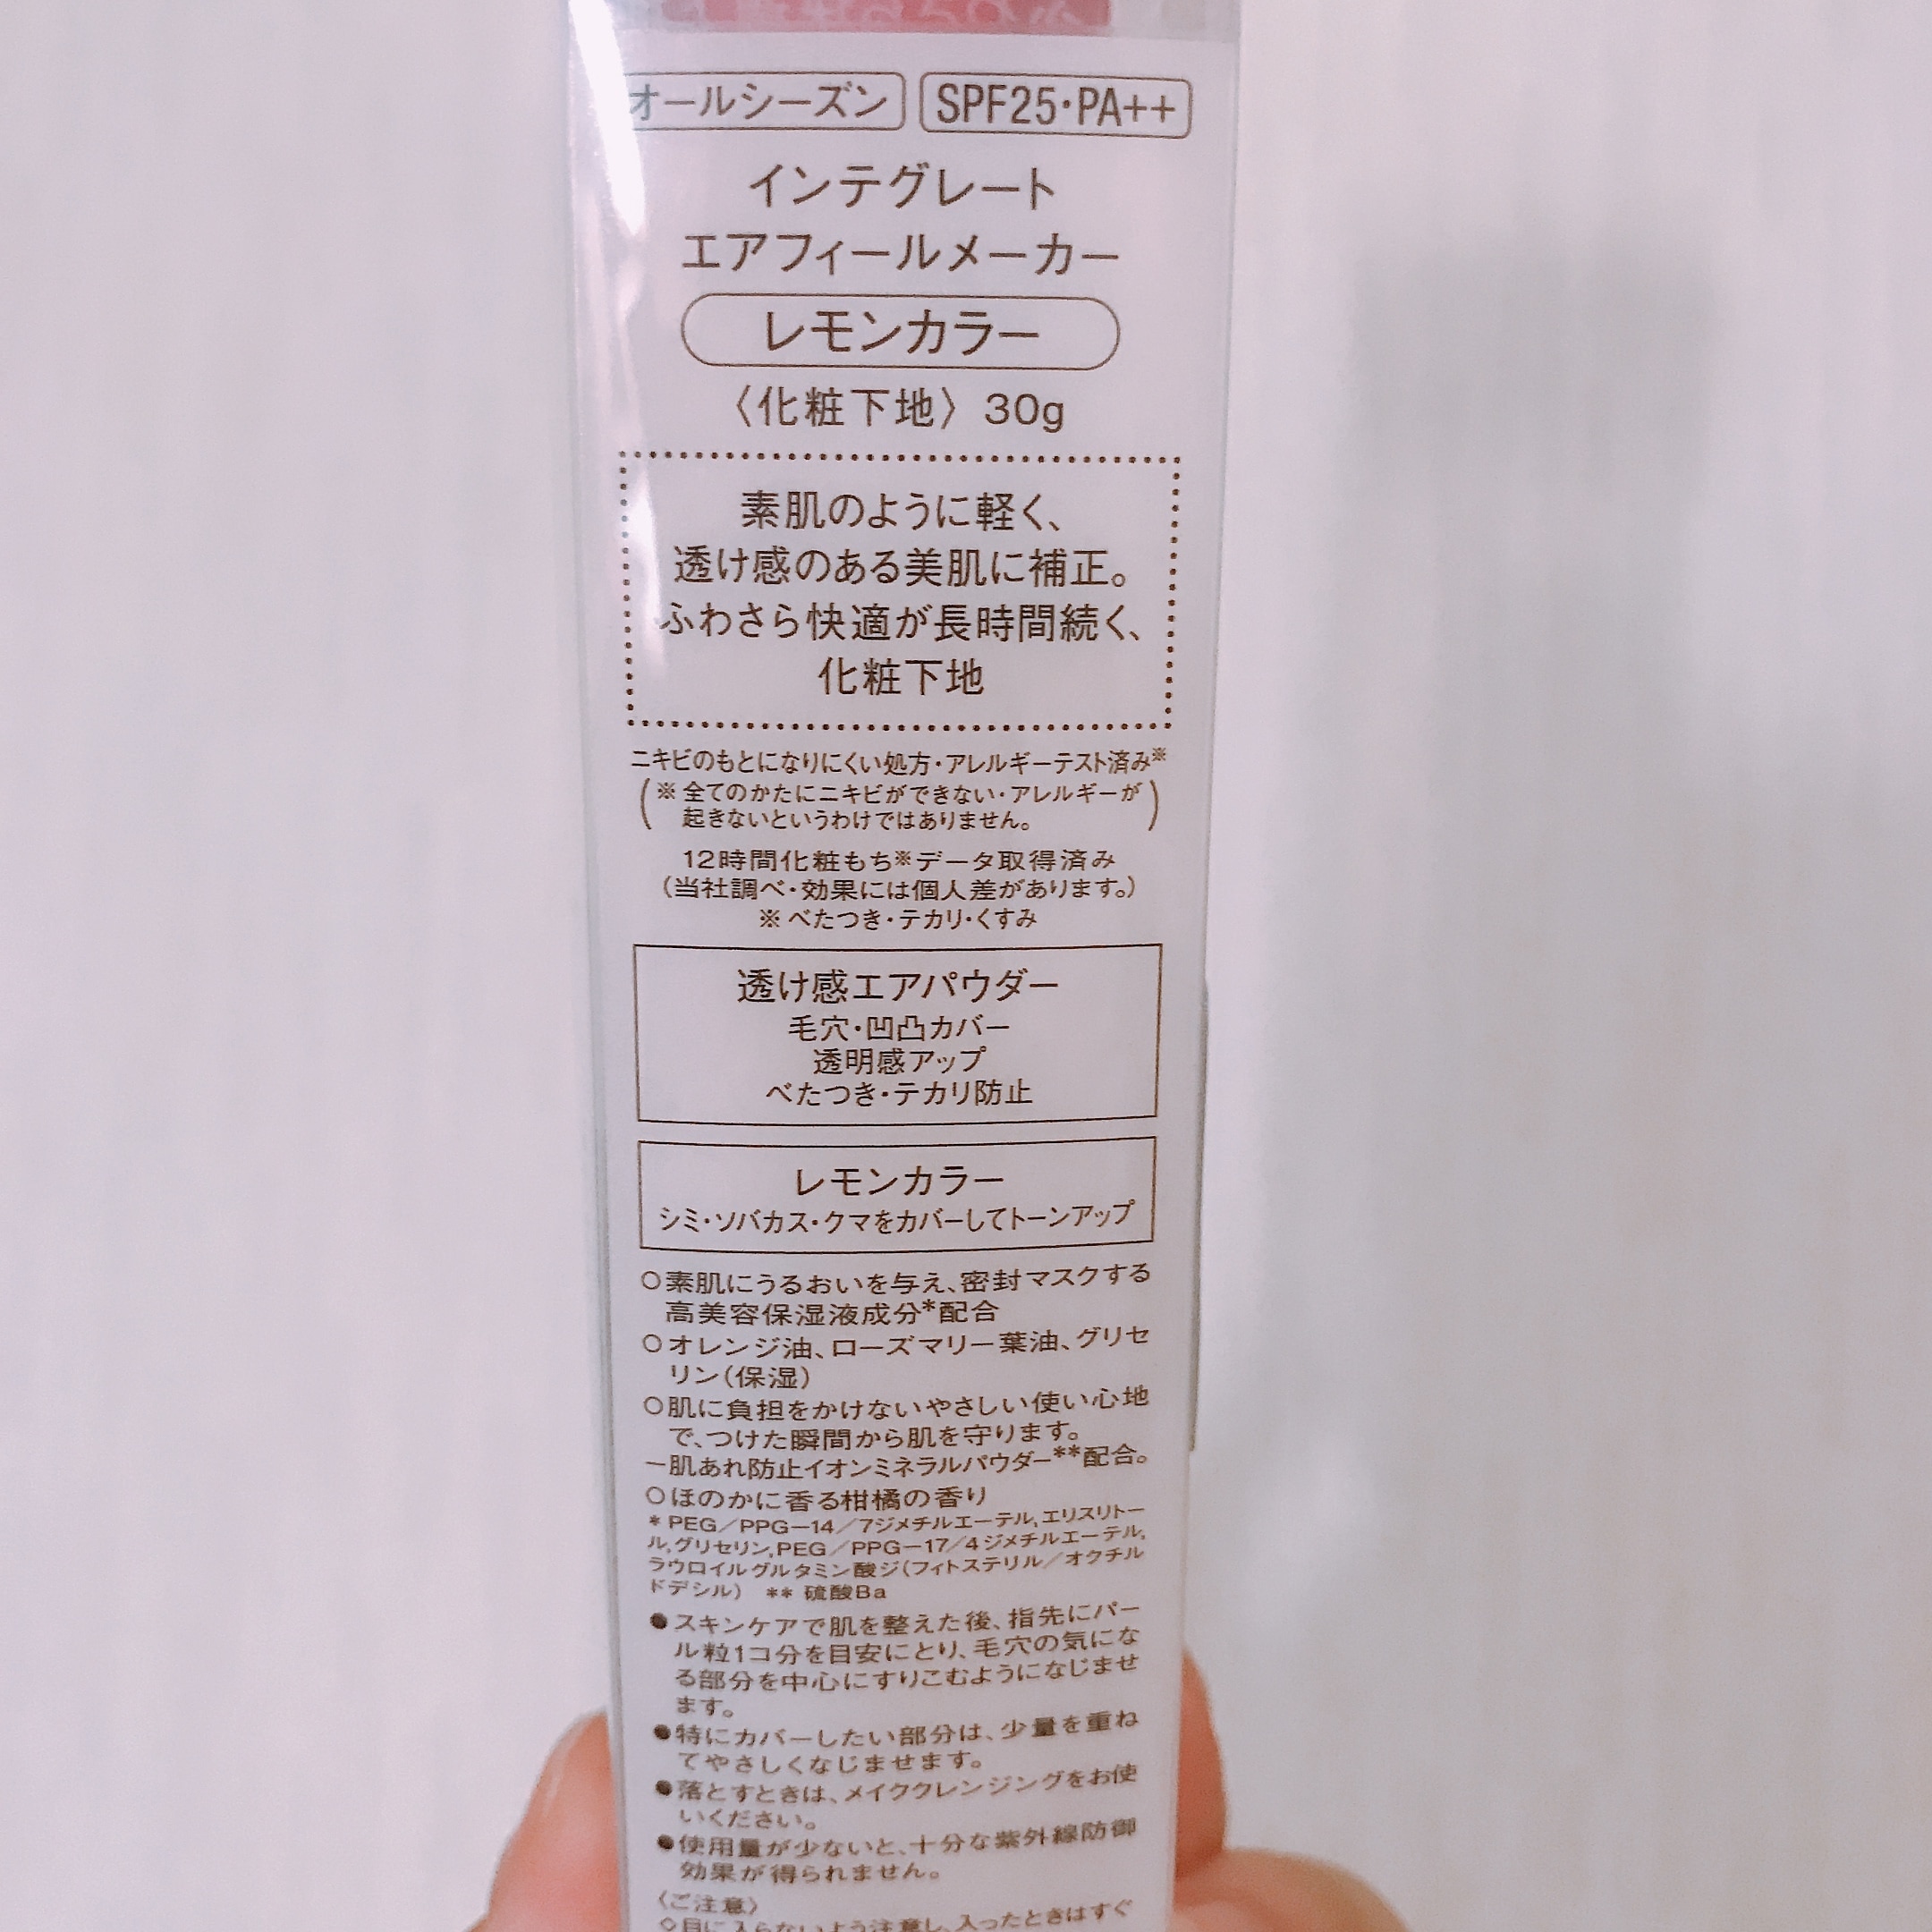 オールシーズン SPF25・PA++
インテグレート
エアフィールメーカー
レモンカラー
〈化粧下地〉30g
素肌のように軽く、
透け感のある美肌に補正。
ふわさら快適が長時間続く、
化粧下地
ニキビのもとになりにくい処方・アレルギーテスト済み※
(※ 全てのかたにニキビができない・アレルギーが
起きないというわけではありません。)
12時間化粧もち※データ取得済み
(当社調べ・効果には個人差があります。)
※ べたつき・テカリ・くすみ
透け感エアパウダー
毛穴・凹凸カバー
透明感アップ
べたつき・テカリ防止
レモンカラー
シミ・ソバカス・クマをカバーしてトーンアップ
○素肌にうるおいを与え、密封マスクする
高美容保湿液成分*配合
○オレンジ油、ローズマリー葉油、グリセ
リン(保湿)
○肌に負担をかけないやさしい使い心地
で、つけた瞬間から肌を守ります。
ー肌あれ防止イオンミネラルパウダー**配合。
○ほのかに香る柑橘の香り
* PEG/PPG-14/7ジメチルエーテル,エリスリトー
ル,グリセリン,PEG/PPG-17/4ジメチルエーテル,
ラウロイルグルタミン酸ジ(フィトステリル/オクチル
ドデシル) ** 硫酸Ba
●スキンケアで肌を整えた後、指先にパー
ル粒1コ分を目安にとり、毛穴の気にな
る部分を中心にすりこむようになじませ
ます。
●特にカバーしたい部分は、少量を重ね
てやさしくなじませます。
●落とすときは、メイククレンジングをお使
いください。
●使用量が少ないと、十分な紫外線防御
効果が得られません。
〈ご注意〉
◇目に入らないよう注意し、入ったときはすぐ